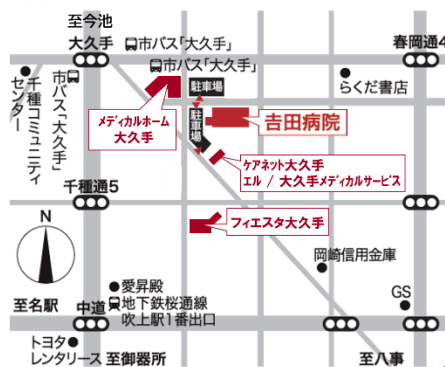 至今池
大久手
市バス「大久手」
春岡通4
市バス「大久手」
駐車場
らくだ書店
千種コミュニティ
センター
市バス「大久手」
メディカルホーム
大久手
駐車場
吉田病院
ケアネット大久手
エル / 大久手メディカルサービス
千種通5
フィエスタ大久手
N
岡崎信用金庫
愛昇殿
地下鉄桜通線
吹上駅1番出口
GS
至名駅
中道
トヨタ
レンタリース
至御器所
至八事